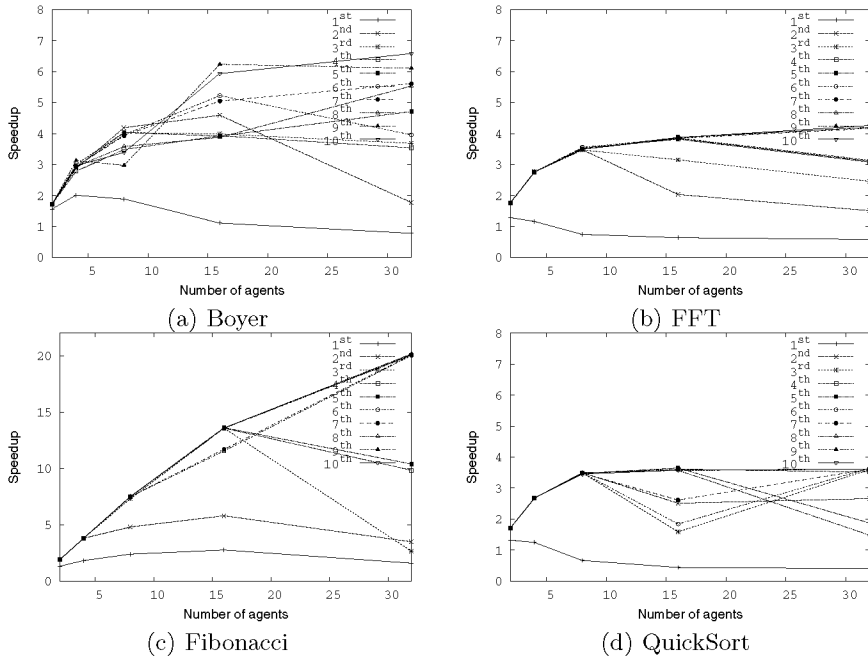 8
7
6
5
4
3
2
1
0
Speedup
5 10 15 20 25 30
Number of agents
1st
2nd
3rd
4th
5th
6th
7th
8th
9th
10th
(a) Boyer
8
7
6
5
4
3
2
1
0
Speedup
5 10 15 20 25 30
Number of agents
1st
2nd
3rd
4th
5th
6th
7th
8th
9th
10th
(b) FFT
20
15
10
5
0
Speedup
5 10 15 20 25 30
Number of agents
1st
2nd
3rd
4th
5th
6th
7th
8th
9th
10th
(c) Fibonacci
8
7
6
5
4
3
2
1
0
Speedup
5 10 15 20 25 30
Number of agents
1st
2nd
3rd
4th
5th
6th
7th
8th
9th
10th
(d) QuickSort